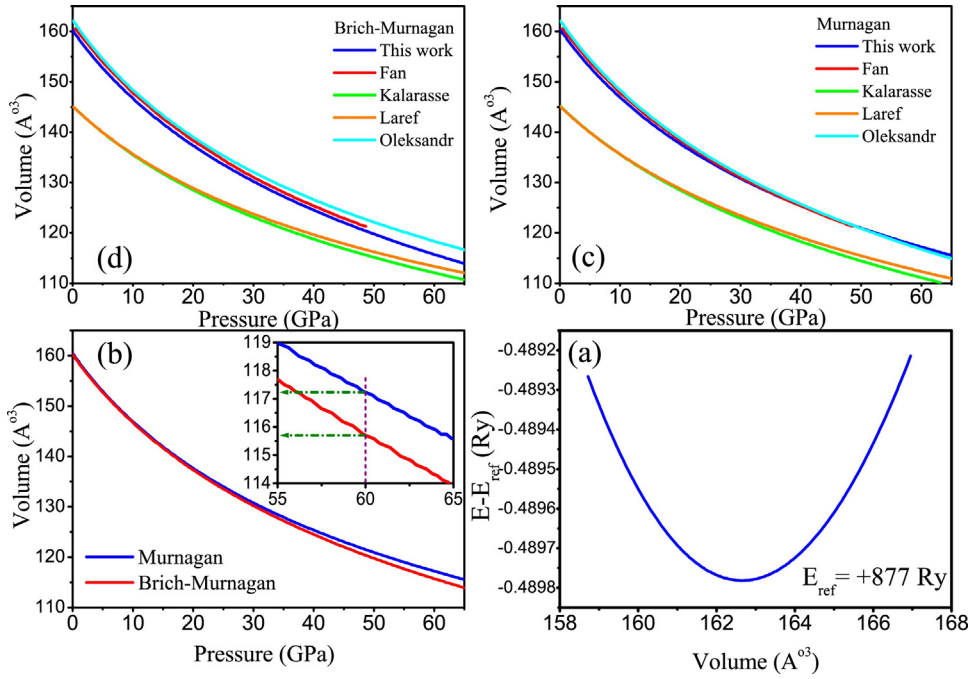 160
150
140
130
120
110
Volume (A°³)
Brich-Murnagan
This work
Fan
Kalarasse
Laref
Oleksandr
(d)
0 10 20 30 40 50 60
Pressure (GPa)
160
150
140
130
120
110
Volume (A°³)
Murnagan
This work
Fan
Kalarasse
Laref
Oleksandr
(c)
0 10 20 30 40 50 60
Pressure (GPa)
160
150
140
130
120
110
Volume (A°³)
(b)
119
118
117
116
115
114
55 60 65
Murnagan
Brich-Murnagan
0 10 20 30 40 50 60
Pressure (GPa)
-0.4892
-0.4893
-0.4894
-0.4895
-0.4896
-0.4897
-0.4898
E-Eref (Ry)
(a)
Eref= +877 Ry
158 160 162 164 166 168
Volume (A°³)